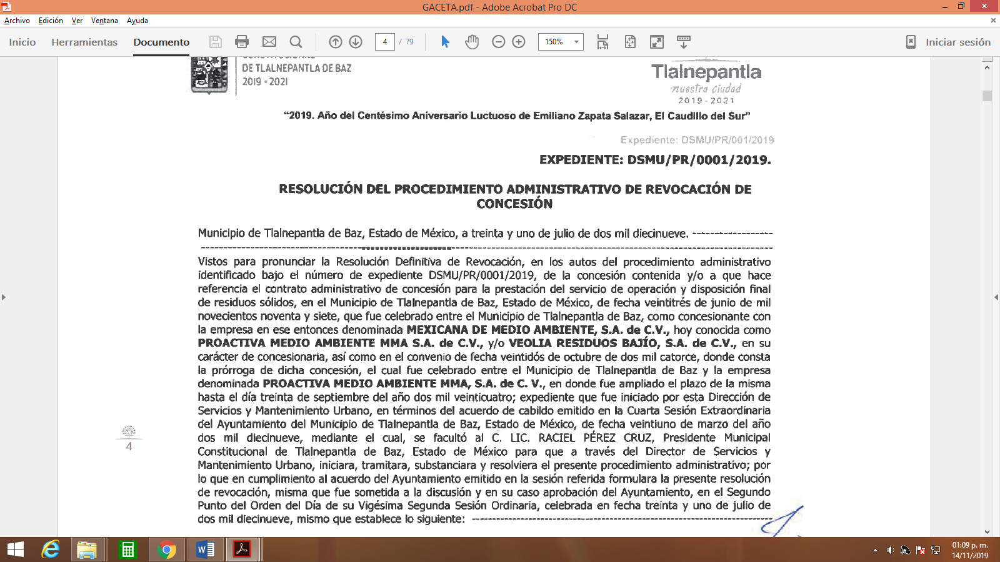 GACETA.pdf - Adobe Acrobat Pro DC
Archivo Edición Ver Ventana Ayuda
Inicio Herramientas Documento 4 / 79 150% Iniciar sesión
DE TLALNEPANTLA DE BAZ
2019 - 2021
Tlalnepantla
nuestra ciudad
2019 - 2021
“2019. Año del Centésimo Aniversario Luctuoso de Emiliano Zapata Salazar, El Caudillo del Sur”
Expediente: DSMU/PR/001/2019
EXPEDIENTE: DSMU/PR/0001/2019.
RESOLUCIÓN DEL PROCEDIMIENTO ADMINISTRATIVO DE REVOCACIÓN DE
CONCESIÓN
Municipio de Tlalnepantla de Baz, Estado de México, a treinta y uno de julio de dos mil diecinueve. ------------------
Vistos para pronunciar la Resolución Definitiva de Revocación, en los autos del procedimiento administrativo
identificado bajo el número de expediente DSMU/PR/0001/2019, de la concesión contenida y/o a que hace
referencia el contrato administrativo de concesión para la prestación del servicio de operación y disposición final
de residuos sólidos, en el Municipio de Tlalnepantla de Baz, Estado de México, de fecha veintitrés de junio de mil
novecientos noventa y siete, que fue celebrado entre el Municipio de Tlalnepantla de Baz, como concesionante con
la empresa en ese entonces denominada MEXICANA DE MEDIO AMBIENTE, S.A. de C.V., hoy conocida como
PROACTIVA MEDIO AMBIENTE MMA S.A. de C.V., y/o VEOLIA RESIDUOS BAJÍO, S.A. de C.V., en su
carácter de concesionaria, así como en el convenio de fecha veintidós de octubre de dos mil catorce, donde consta
la prórroga de dicha concesión, el cual fue celebrado entre el Municipio de Tlalnepantla de Baz y la empresa
denominada PROACTIVA MEDIO AMBIENTE MMA, S.A. de C. V., en donde fue ampliado el plazo de la misma
hasta el día treinta de septiembre del año dos mil veinticuatro; expediente que fue iniciado por esta Dirección de
Servicios y Mantenimiento Urbano, en términos del acuerdo de cabildo emitido en la Cuarta Sesión Extraordinaria
del Ayuntamiento del Municipio de Tlalnepantla de Baz, Estado de México, de fecha veintiuno de marzo del año
dos mil diecinueve, mediante el cual, se facultó al C. LIC. RACIEL PÉREZ CRUZ, Presidente Municipal
Constitucional de Tlalnepantla de Baz, Estado de México para que a través del Director de Servicios y
Mantenimiento Urbano, iniciara, tramitara, substanciara y resolviera el presente procedimiento administrativo; por
lo que en cumplimiento al acuerdo del Ayuntamiento emitido en la sesión referida formulara la presente resolución
de revocación, misma que fue sometida a la discusión y en su caso aprobación del Ayuntamiento, en el Segundo
Punto del Orden del Día de su Vigésima Segunda Sesión Ordinaria, celebrada en fecha treinta y uno de julio de
dos mil diecinueve, mismo que establece lo siguiente: ------------------------------------------------------------------
4
01:09 p. m.
14/11/2019